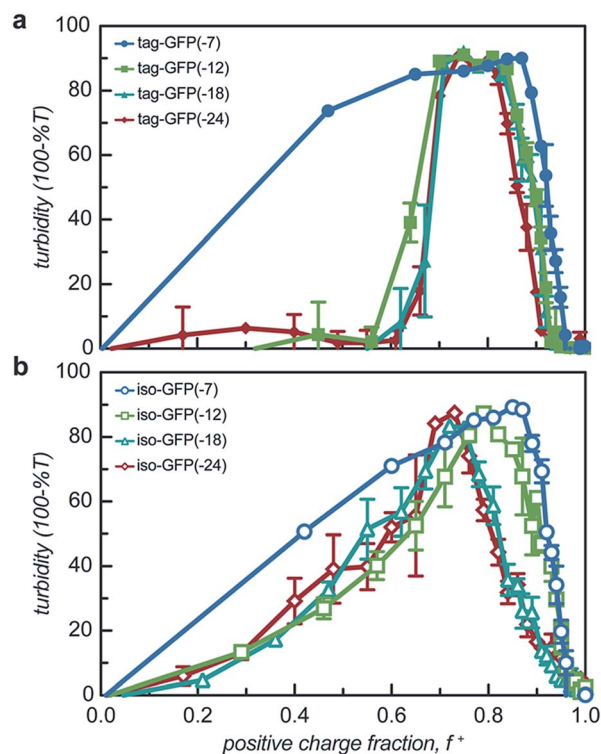 a
100
80
60
40
20
0
turbidity (100-%T)
tag-GFP(-7)
tag-GFP(-12)
tag-GFP(-18)
tag-GFP(-24)
b
100
80
60
40
20
0
turbidity (100-%T)
iso-GFP(-7)
iso-GFP(-12)
iso-GFP(-18)
iso-GFP(-24)
0.0 0.2 0.4 0.6 0.8 1.0
positive charge fraction, f +